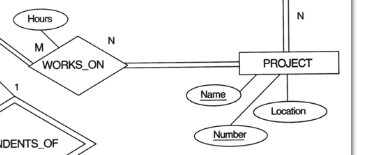 Hours
N
M
N
WORKS_ON
PROJECT
1
Name
Location
Number
NDENTS_OF